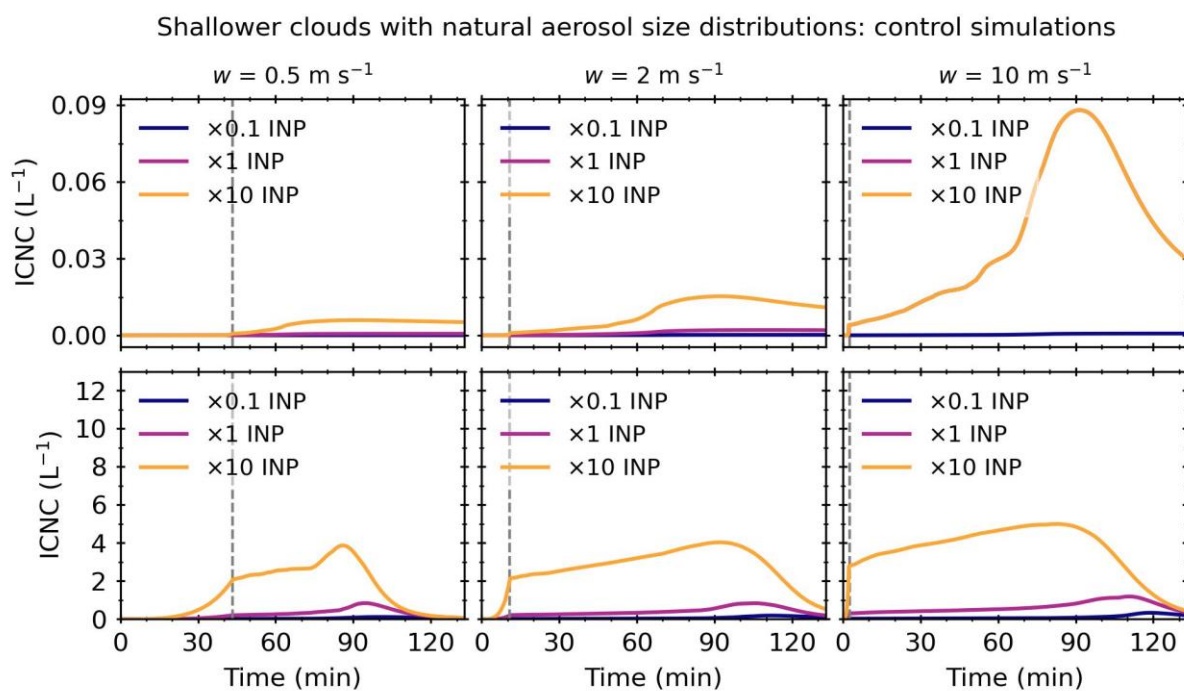 Shallower clouds with natural aerosol size distributions: control simulations
w = 0.5 m s⁻¹
w = 2 m s⁻¹
w = 10 m s⁻¹
ICNC (L⁻¹)
0.09
0.06
0.03
0.00
×0.1 INP
×1 INP
×10 INP
×0.1 INP
×1 INP
×10 INP
×0.1 INP
×1 INP
×10 INP
ICNC (L⁻¹)
12
10
8
6
4
2
0
×0.1 INP
×1 INP
×10 INP
×0.1 INP
×1 INP
×10 INP
×0.1 INP
×1 INP
×10 INP
0 30 60 90 120
0 30 60 90 120
0 30 60 90 120
Time (min)
Time (min)
Time (min)